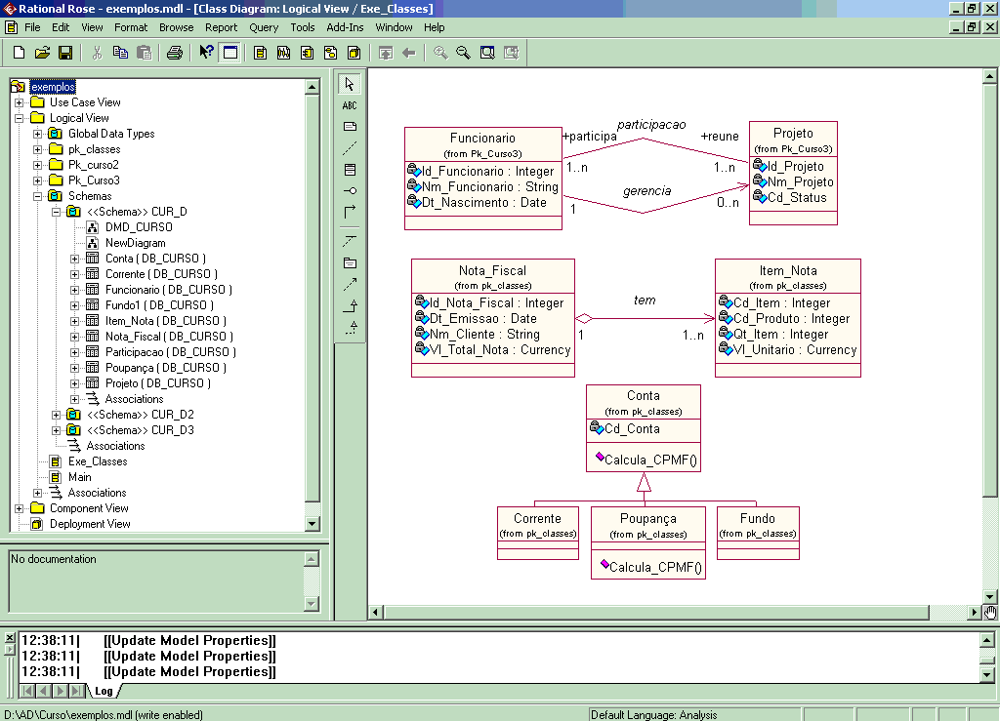 Rational Rose - exemplos.mdl - [Class Diagram: Logical View / Exe_Classes]
File Edit View Format Browse Report Query Tools Add-Ins Window Help
exemplos
Use Case View
Logical View
Global Data Types
pk_classes
Pk_curso2
Pk_Curso3
Schemas
<<Schema>> CUR_D
DMD_CURSO
NewDiagram
Conta ( DB_CURSO )
Corrente ( DB_CURSO )
Funcionario ( DB_CURSO )
Fundo1 ( DB_CURSO )
Item_Nota ( DB_CURSO )
Nota_Fiscal ( DB_CURSO )
Participacao ( DB_CURSO )
Poupança ( DB_CURSO )
Projeto ( DB_CURSO )
Associations
<<Schema>> CUR_D2
<<Schema>> CUR_D3
Associations
Exe_Classes
Main
Associations
Component View
Deployment View
No documentation
ABC
Funcionario
(from Pk_Curso3)
Id_Funcionario : Integer
Nm_Funcionario : String
Dt_Nascimento : Date
+participa
participacao
+reune
1..n
1..n
gerencia
1
0..n
Projeto
(from Pk_Curso3)
Id_Projeto
Nm_Projeto
Cd_Status
Nota_Fiscal
(from pk_classes)
Id_Nota_Fiscal : Integer
Dt_Emissao : Date
Nm_Cliente : String
Vl_Total_Nota : Currency
tem
1
1..n
Item_Nota
(from pk_classes)
Cd_Item : Integer
Cd_Produto : Integer
Qt_Item : Integer
Vl_Unitario : Currency
Conta
(from pk_classes)
Cd_Conta
Calcula_CPMF()
Corrente
(from pk_classes)
Poupança
(from pk_classes)
Calcula_CPMF()
Fundo
(from pk_classes)
12:38:11| [[Update Model Properties]]
12:38:11| [[Update Model Properties]]
12:38:11| [[Update Model Properties]]
Log
D:\AD\Curso\exemplos.mdl (write enabled)
Default Language: Analysis